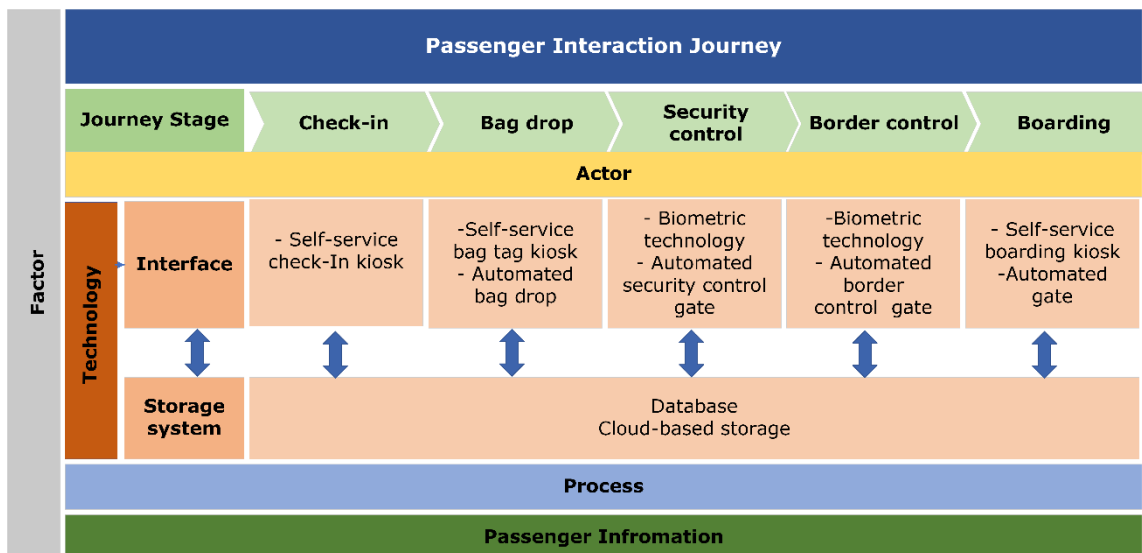 Passenger Interaction Journey
Factor
Journey Stage
Check-in
Bag drop
Security
control
Border control
Boarding
Actor
Technology
Interface
- Self-service
check-In kiosk
-Self-service
bag tag kiosk
- Automated
bag drop
- Biometric
technology
- Automated
security control
gate
-Biometric
technology
- Automated
border
control gate
- Self-service
boarding kiosk
-Automated
gate
Storage
system
Database
Cloud-based storage
Process
Passenger Infromation